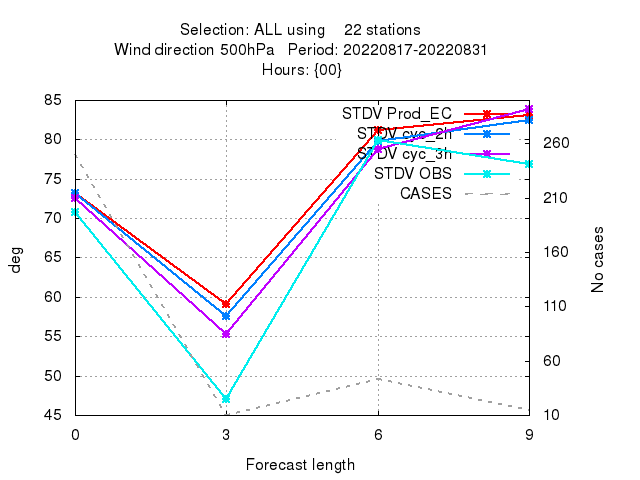 Selection: ALL using 22 stations
Wind direction 500hPa Period: 20220817-20220831
Hours: {00}
85
80
75
70
65
60
55
50
45
deg
STDV Prod_EC
STDV cyc_2h
STDV cyc_3h
STDV OBS
CASES
260
210
160
110
60
10
No cases
0 3 6 9
Forecast length